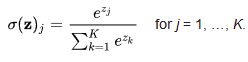 σ(𝐳)_j = e^{z_j} / ∑_{k=1}^{K} e^{z_k} for j = 1, …, K.